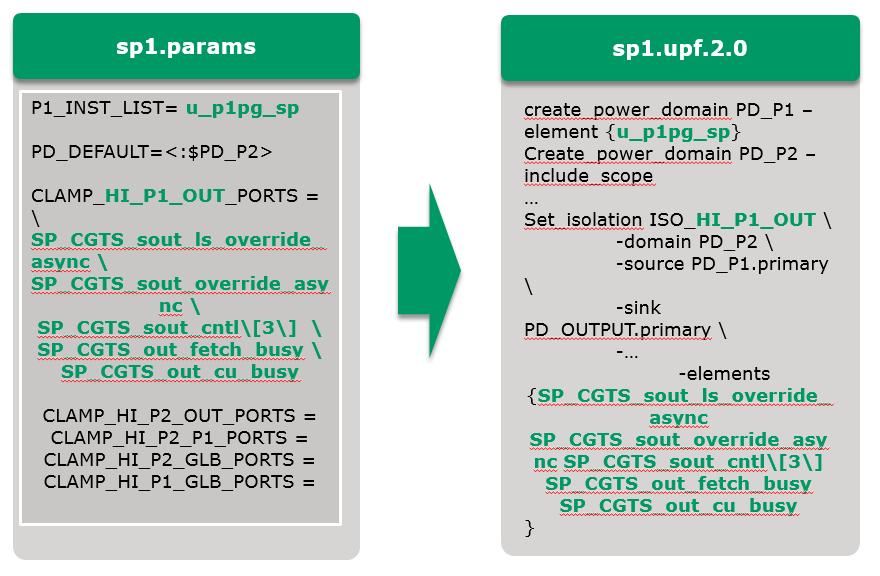 sp1.params
P1_INST_LIST= u_p1pg_sp
PD_DEFAULT=<:$PD_P2>
CLAMP_HI_P1_OUT_PORTS =
\
SP_CGTS_sout_ls_override_
async \
SP_CGTS_sout_override_asy
nc \
SP_CGTS_sout_cntl\[3\] \
SP_CGTS_out_fetch_busy \
SP_CGTS_out_cu_busy
CLAMP_HI_P2_OUT_PORTS =
CLAMP_HI_P2_P1_PORTS =
CLAMP_HI_P2_GLB_PORTS =
CLAMP_HI_P1_GLB_PORTS =
sp1.upf.2.0
create_power_domain PD_P1 –
element {u_p1pg_sp}
Create_power_domain PD_P2 –
include_scope
…
Set_isolation ISO_HI_P1_OUT \
-domain PD_P2 \
-source PD_P1.primary
\
-sink
PD_OUTPUT.primary \
-…
-elements
{SP_CGTS_sout_ls_override_
async
SP_CGTS_sout_override_asy
nc SP_CGTS_sout_cntl\[3\]
SP_CGTS_out_fetch_busy
SP_CGTS_out_cu_busy
}